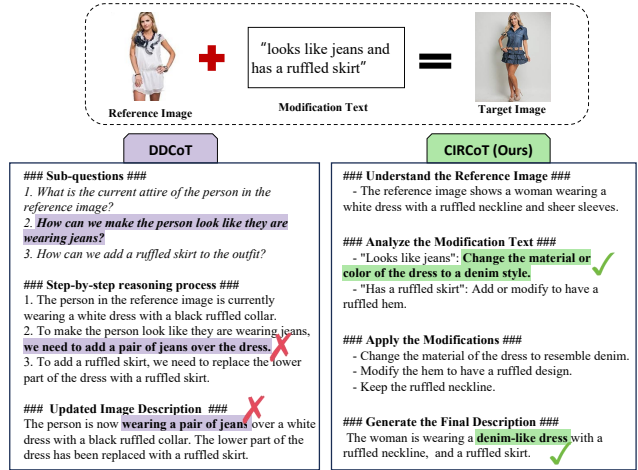 "looks like jeans and
has a ruffled skirt"
Reference Image
Modification Text
Target Image
DDCoT
### Sub-questions ###
1. What is the current attire of the person in the
reference image?
2. How can we make the person look like they are
wearing jeans?
3. How can we add a ruffled skirt to the outfit?
### Step-by-step reasoning process ###
1. The person in the reference image is currently
wearing a white dress with a black ruffled collar.
2. To make the person look like they are wearing jeans,
we need to add a pair of jeans over the dress.
3. To add a ruffled skirt, we need to replace the lower
part of the dress with a ruffled skirt.
### Updated Image Description ###
The person is now wearing a pair of jeans over a white
dress with a black ruffled collar. The lower part of the
dress has been replaced with a ruffled skirt.
CIRCoT (Ours)
### Understand the Reference Image ###
- The reference image shows a woman wearing a
white dress with a ruffled neckline and sheer sleeves.
### Analyze the Modification Text ###
- "Looks like jeans": Change the material or
color of the dress to a denim style.
- "Has a ruffled skirt": Add or modify to have a
ruffled hem.
### Apply the Modifications ###
- Change the material of the dress to resemble denim.
- Modify the hem to have a ruffled design.
- Keep the ruffled neckline.
### Generate the Final Description ###
The woman is wearing a denim-like dress with a
ruffled neckline, and a ruffled skirt.